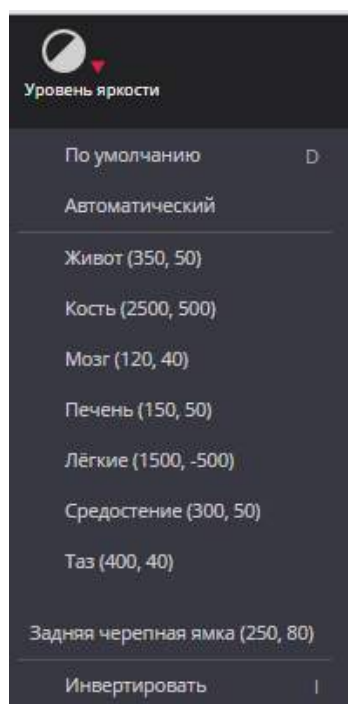 Уровень яркости
По умолчанию D
Автоматический
Живот (350, 50)
Кость (2500, 500)
Мозг (120, 40)
Печень (150, 50)
Лёгкие (1500, -500)
Средостение (300, 50)
Таз (400, 40)
Задняя черепная ямка (250, 80)
Инвертировать I